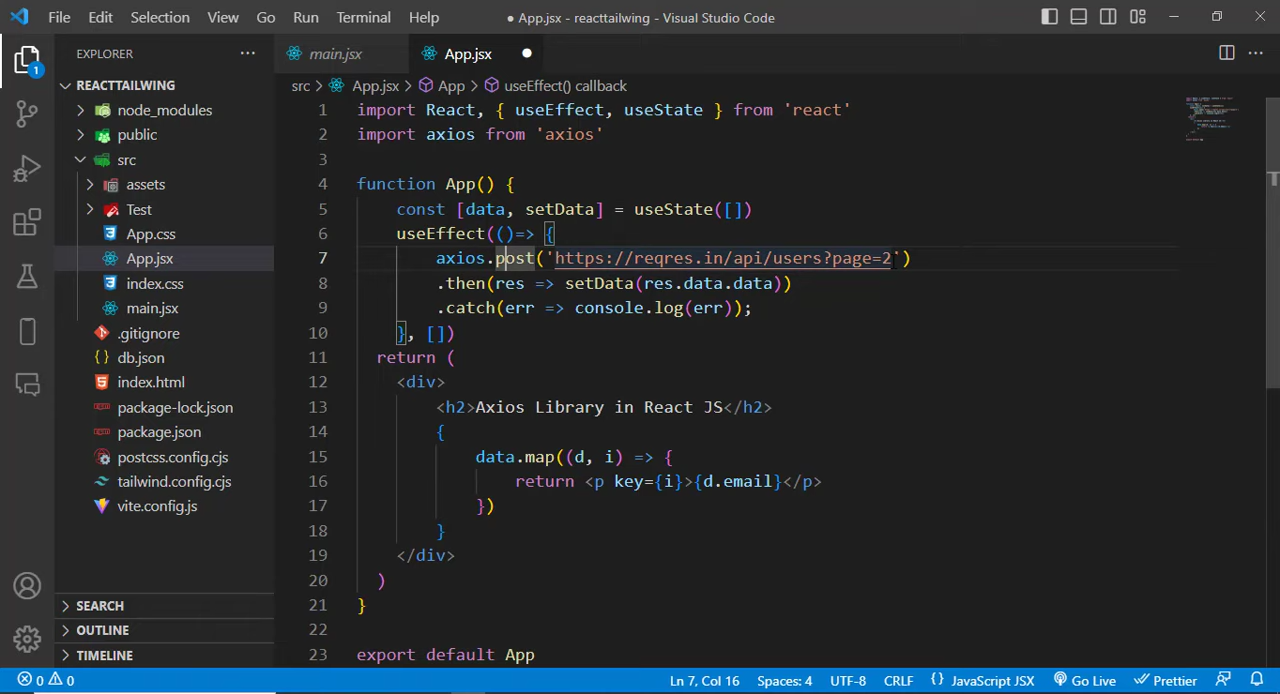 File Edit Selection View Go Run Terminal Help ● App.jsx - reacttailwing - Visual Studio Code
EXPLORER ···
main.jsx App.jsx ●
1
REACTTAILWING
node_modules
public
src
assets
Test
App.css
App.jsx
index.css
main.jsx
.gitignore
db.json
index.html
package-lock.json
package.json
postcss.config.cjs
tailwind.config.cjs
vite.config.js
SEARCH
OUTLINE
TIMELINE
src > App.jsx > App > useEffect() callback
1 import React, { useEffect, useState } from 'react'
2 import axios from 'axios'
3
4 function App() {
5 const [data, setData] = useState([])
6 useEffect(()=> {
7 axios.post('https://reqres.in/api/users?page=2')
8 .then(res => setData(res.data.data))
9 .catch(err => console.log(err));
10 }, [])
11 return (
12 <div>
13 <h2>Axios Library in React JS</h2>
14 {
15 data.map((d, i) => {
16 return <p key={i}>{d.email}</p>
17 })
18 }
19 </div>
20 )
21 }
22
23 export default App
0 0 Ln 7, Col 16 Spaces: 4 UTF-8 CRLF {} JavaScript JSX Go Live Prettier